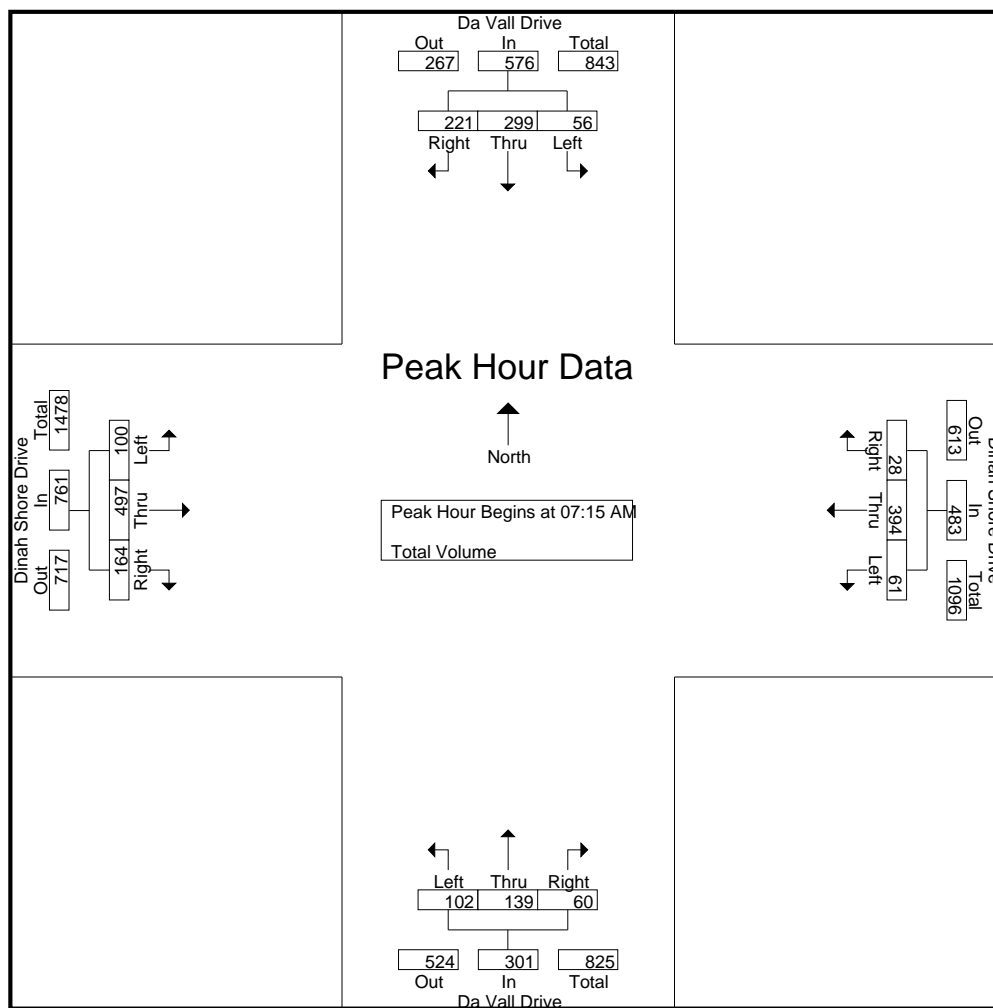 Da Vall Drive
Out In Total
267 576 843
221 299 56
Right Thru Left
Peak Hour Data
North
Peak Hour Begins at 07:15 AM
Total Volume
Dinah Shore Drive
Total In Out
1478 761 717
100 497 164
Left Thru Right
Right Thru Left
28 394 61
613 483 1096
Out In Total
Dinah Shore Drive
Left Thru Right
102 139 60
524 301 825
Out In Total
Da Vall Drive